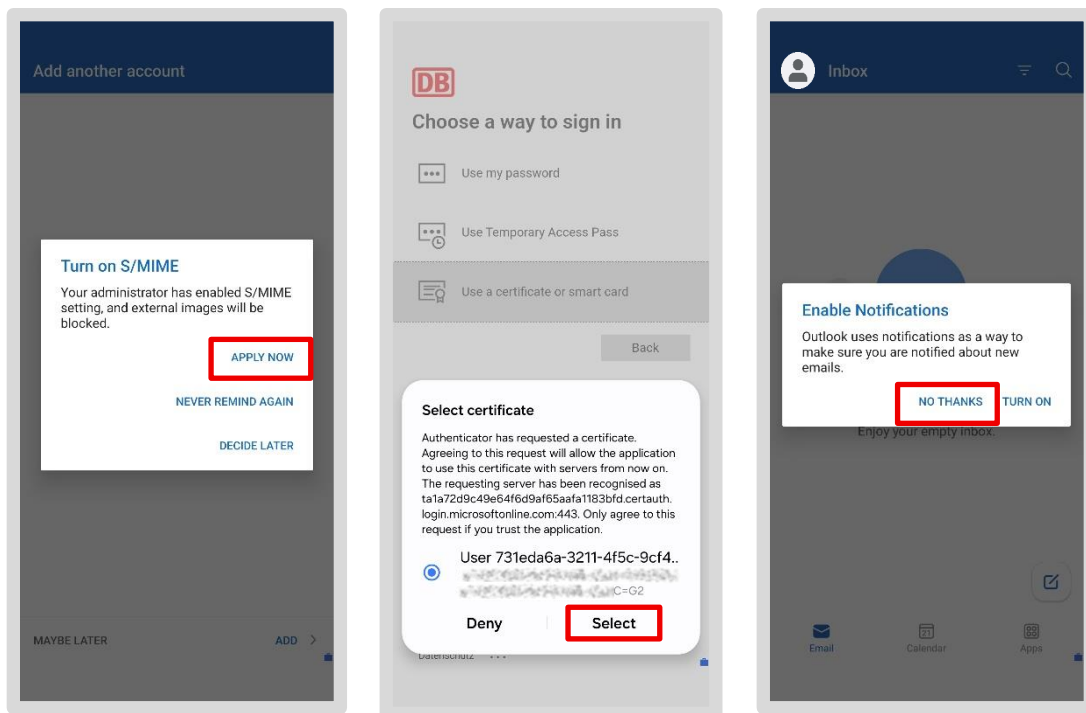 Add another account
Turn on S/MIME
Your administrator has enabled S/MIME
setting, and external images will be
blocked.
APPLY NOW
NEVER REMIND AGAIN
DECIDE LATER
MAYBE LATER
ADD
DB
Choose a way to sign in
Use my password
Use Temporary Access Pass
Use a certificate or smart card
Back
Select certificate
Authenticator has requested a certificate.
Agreeing to this request will allow the application
to use this certificate with servers from now on.
The requesting server has been recognised as
ta1a72d9c49e64f6d9af65aafa1183bfd.certauth.
login.microsoftonline.com:443. Only agree to this
request if you trust the application.
User 731eda6a-3211-4f5c-9cf4..
C=G2
Deny
Select
Datenschutz ...
Inbox
Enable Notifications
Outlook uses notifications as a way to
make sure you are notified about new
emails.
NO THANKS
TURN ON
Enjoy your empty inbox.
21
Email
Calendar
Apps